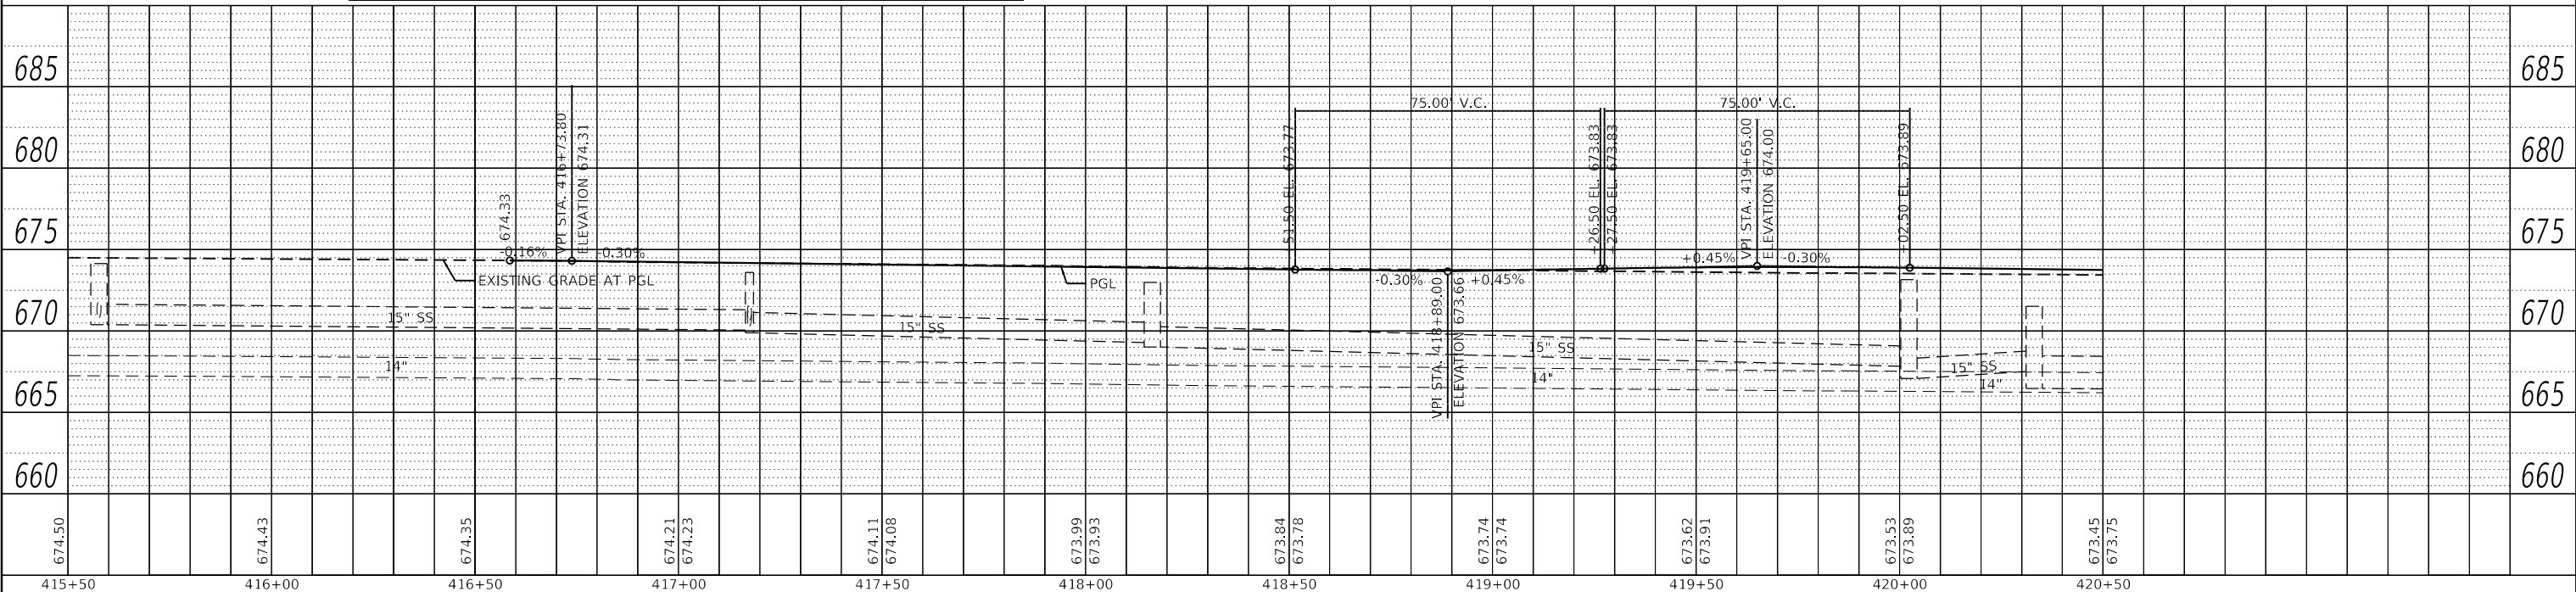 685
685
680
680
675
675
670
670
665
665
660
660
75.00' V.C.
75.00' V.C.
674.33
VPI STA. 416+73.80
ELEVATION 674.31
-0.16%
-0.30%
EXISTING GRADE AT PGL
PGL
51.50 EL. 673.77
+26.50 EL. 673.83
+27.50 EL. 673.83
VPI STA. 419+65.00
ELEVATION 674.00
+02.50 EL. 673.89
+0.45%
-0.30%
-0.30%
+0.45%
VPI STA. 418+89.00
ELEVATION 673.66
15" SS
15" SS
15" SS
15" SS
14"
14"
14"
674.50
674.43
674.35
674.21
674.23
674.11
674.08
673.99
673.93
673.84
673.78
673.74
673.74
673.62
673.91
673.53
673.89
673.45
673.75
415+50
416+00
416+50
417+00
417+50
418+00
418+50
419+00
419+50
420+00
420+50